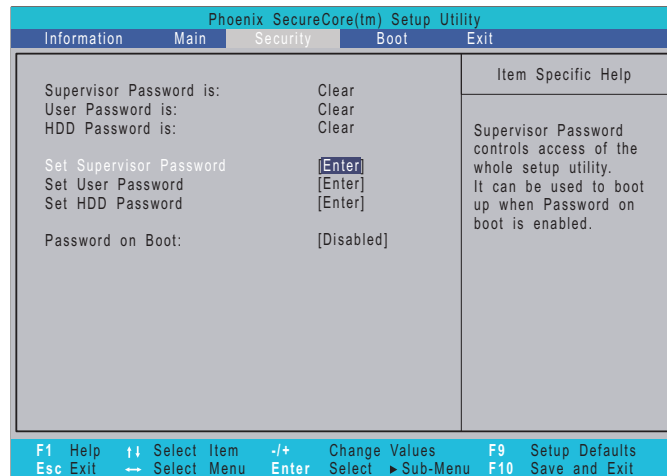 Phoenix SecureCore(tm) Setup Utility
Information Main Security Boot Exit
Supervisor Password is: Clear
User Password is: Clear
HDD Password is: Clear
Set Supervisor Password [Enter]
Set User Password [Enter]
Set HDD Password [Enter]
Password on Boot: [Disabled]
Item Specific Help
Supervisor Password
controls access of the
whole setup utility.
It can be used to boot
up when Password on
boot is enabled.
F1 Help ↑↓ Select Item -/+ Change Values F9 Setup Defaults
Esc Exit ↔ Select Menu Enter Select ►Sub-Menu F10 Save and Exit